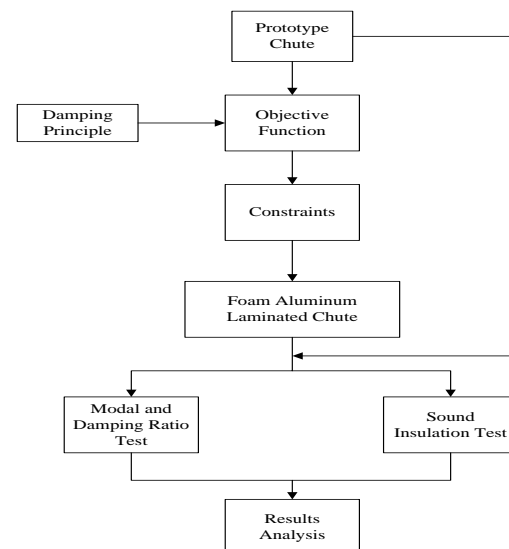 Prototype
Chute
Damping
Principle
Objective
Function
Constraints
Foam Aluminum
Laminated Chute
Modal and
Damping Ratio
Test
Sound
Insulation Test
Results
Analysis